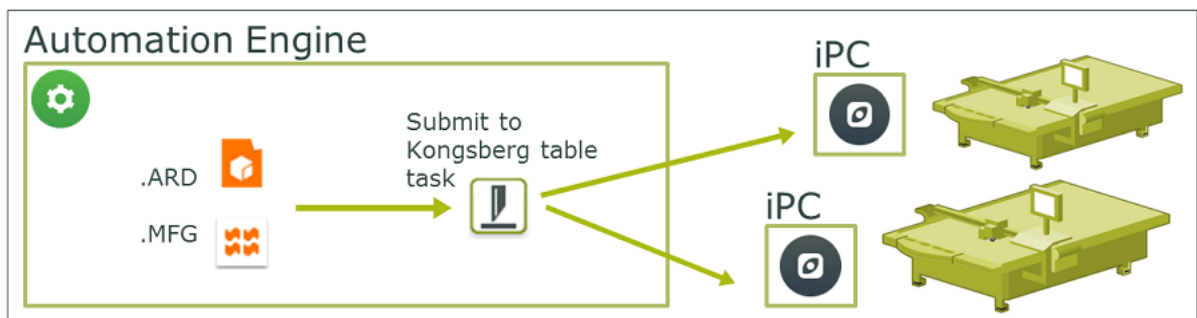 Automation Engine
iPC
Submit to
Kongsberg table
task
.ARD
.MFG
iPC